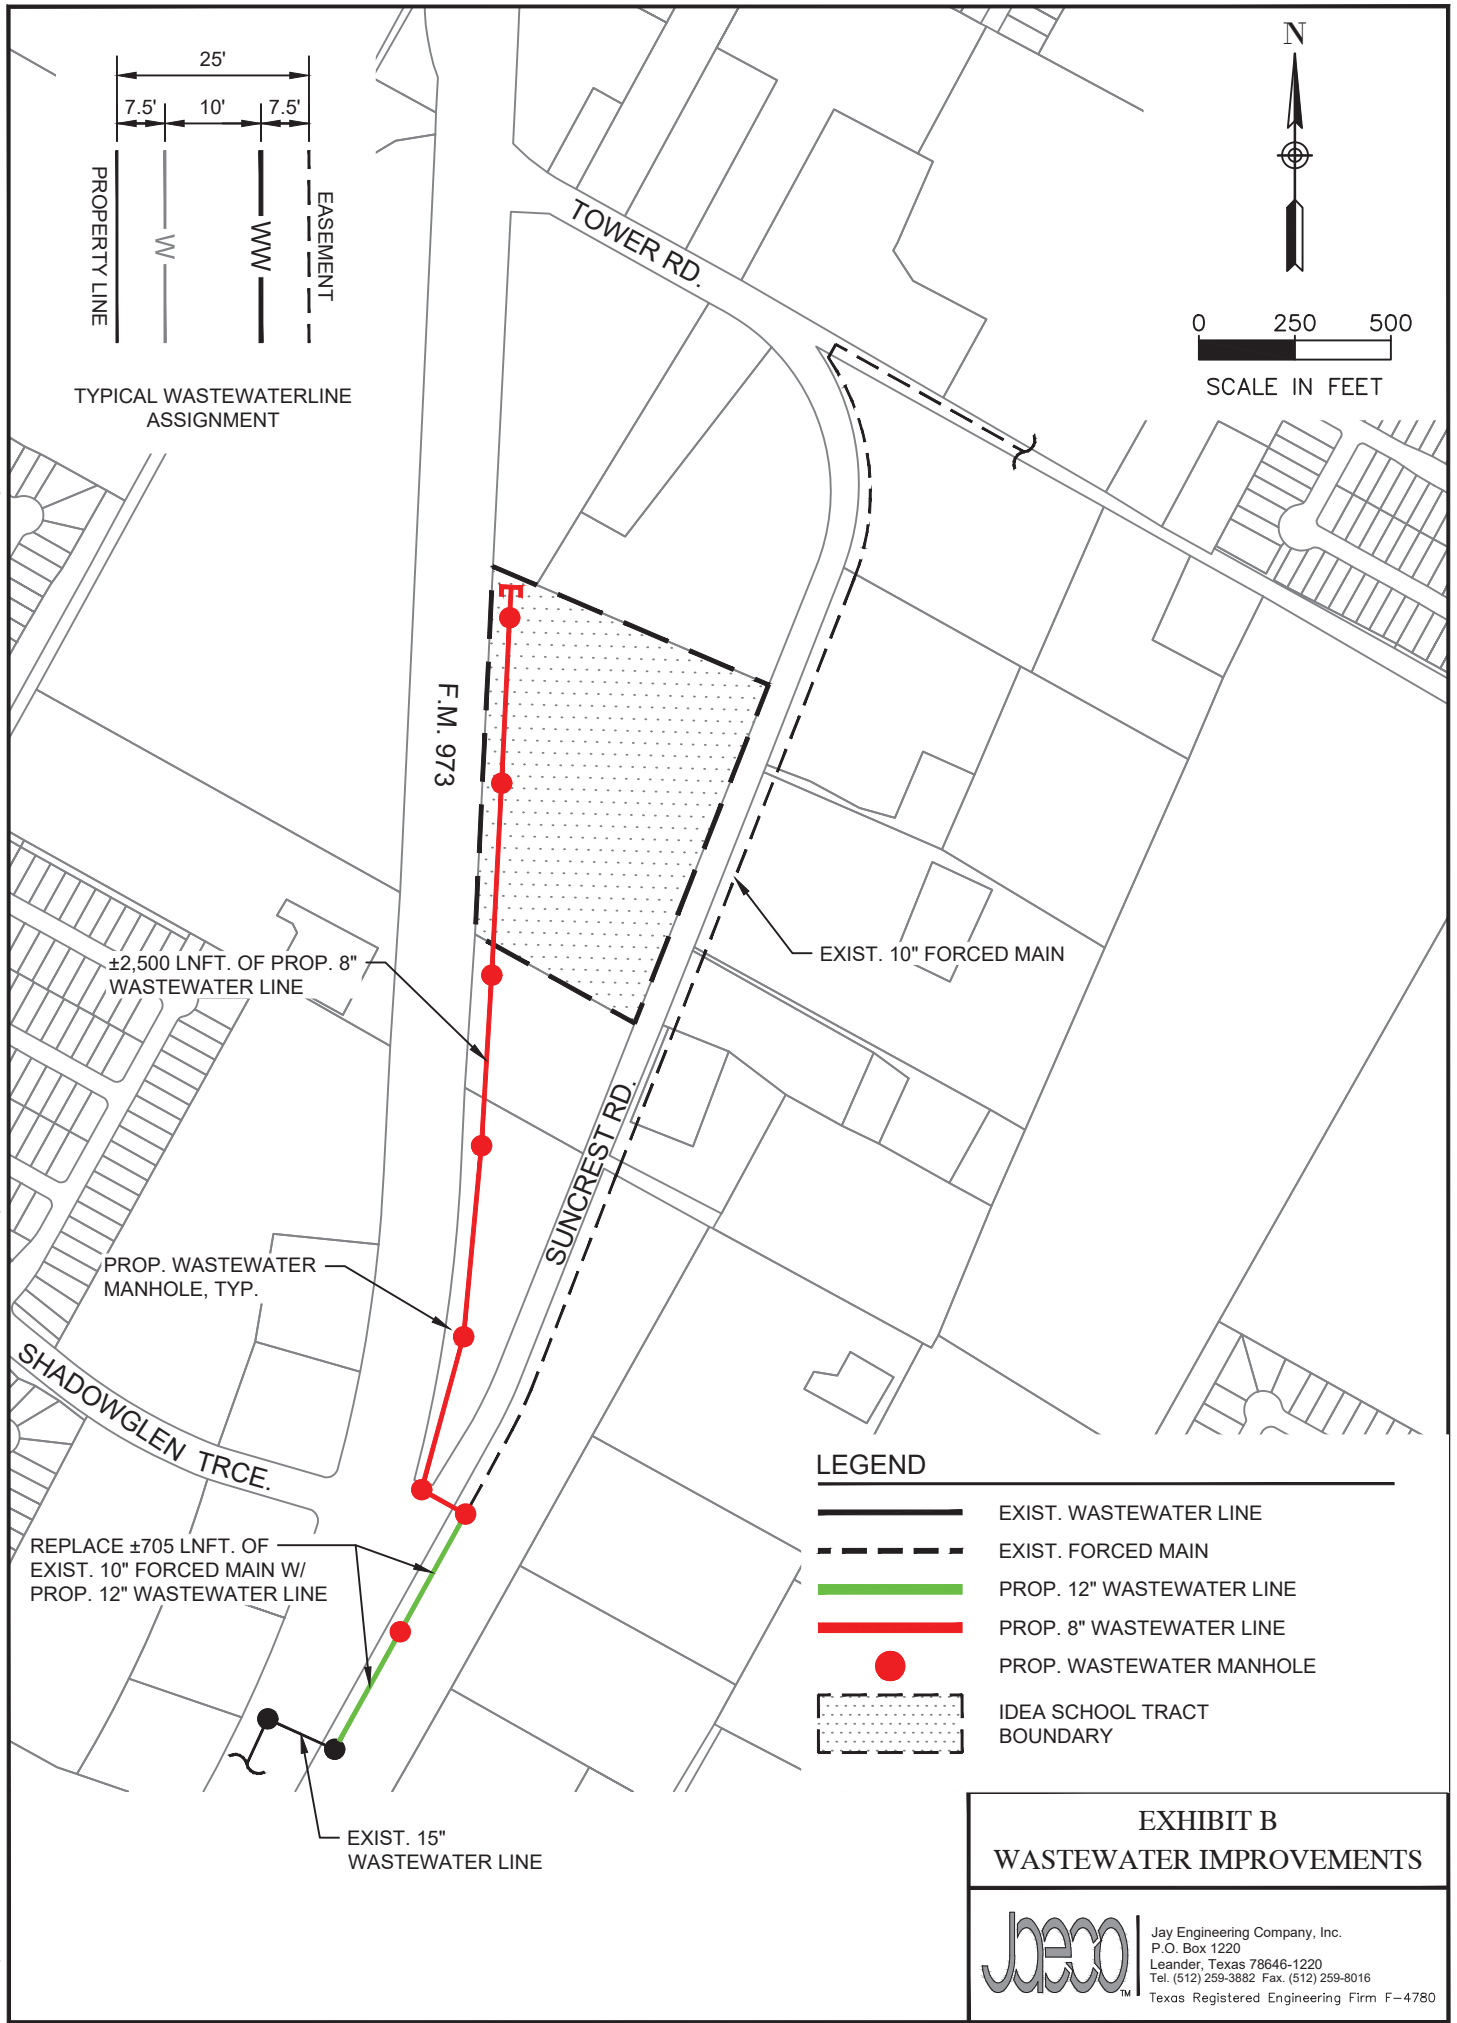 25'
7.5'
10'
7.5'
PROPERTY LINE
W
WW
EASEMENT
TYPICAL WASTEWATERLINE
ASSIGNMENT
N
0 250 500
SCALE IN FEET
TOWER RD.
F.M. 973
EXIST. 10" FORCED MAIN
±2,500 LNFT. OF PROP. 8"
WASTEWATER LINE
SUNCREST RD.
PROP. WASTEWATER
MANHOLE, TYP.
SHADOWGLEN TRCE.
REPLACE ±705 LNFT. OF
EXIST. 10" FORCED MAIN W/
PROP. 12" WASTEWATER LINE
EXIST. 15"
WASTEWATER LINE
LEGEND
EXIST. WASTEWATER LINE
EXIST. FORCED MAIN
PROP. 12" WASTEWATER LINE
PROP. 8" WASTEWATER LINE
PROP. WASTEWATER MANHOLE
IDEA SCHOOL TRACT
BOUNDARY
EXHIBIT B
WASTEWATER IMPROVEMENTS
Jaeco TM
Jay Engineering Company, Inc.
P.O. Box 1220
Leander, Texas 78646-1220
Tel. (512) 259-3882 Fax. (512) 259-8016
Texas Registered Engineering Firm F-4780